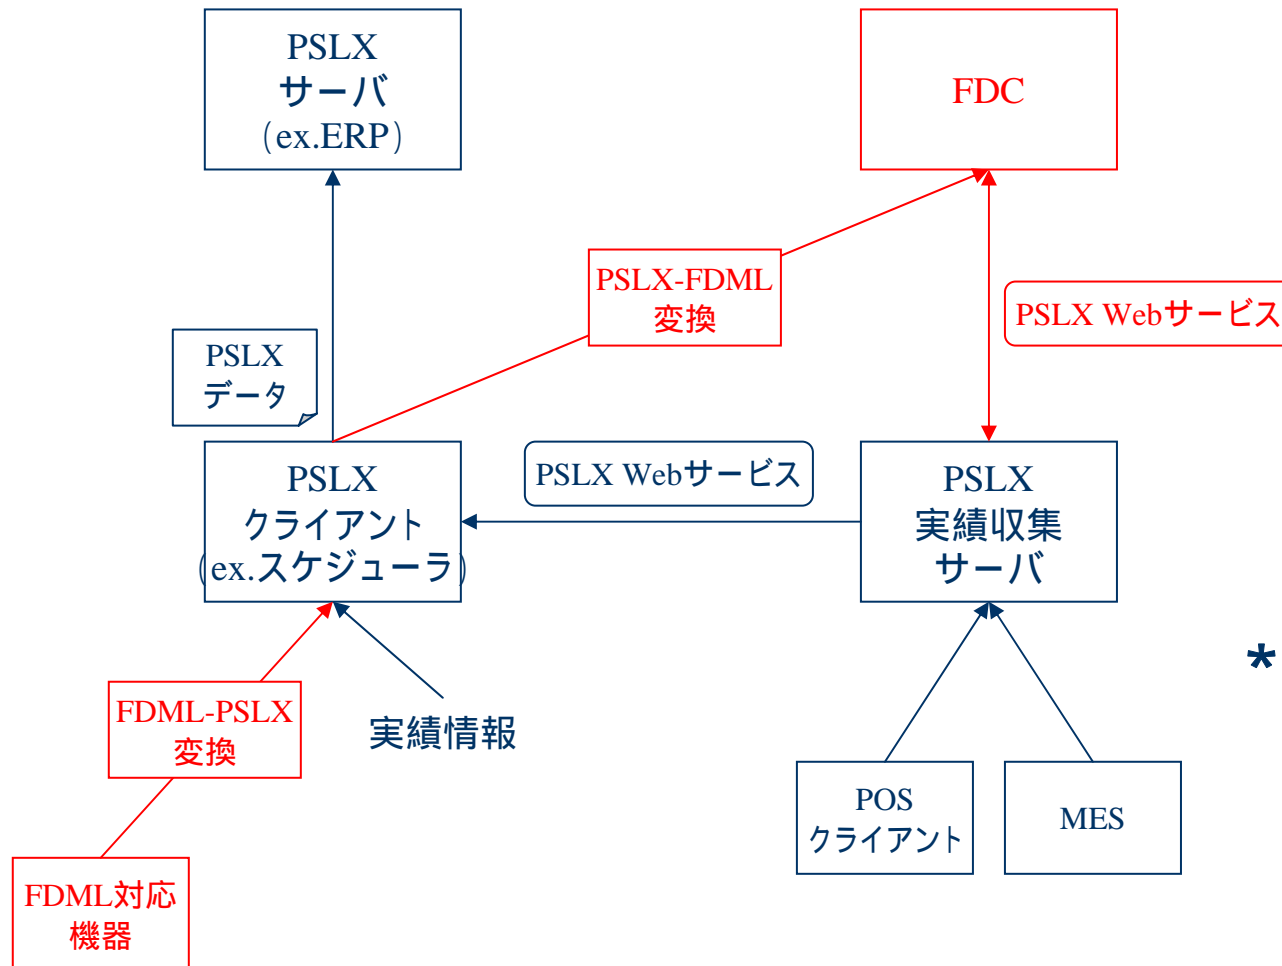 PSLX
サーバ
(ex.ERP)
FDC
PSLX-FDML
変換
PSLX Webサービス
PSLX
データ
PSLX
クライアント
(ex.スケジューラ)
PSLX Webサービス
PSLX
実績収集
サーバ
*
FDML-PSLX
変換
実績情報
POS
クライアント
MES
FDML対応
機器